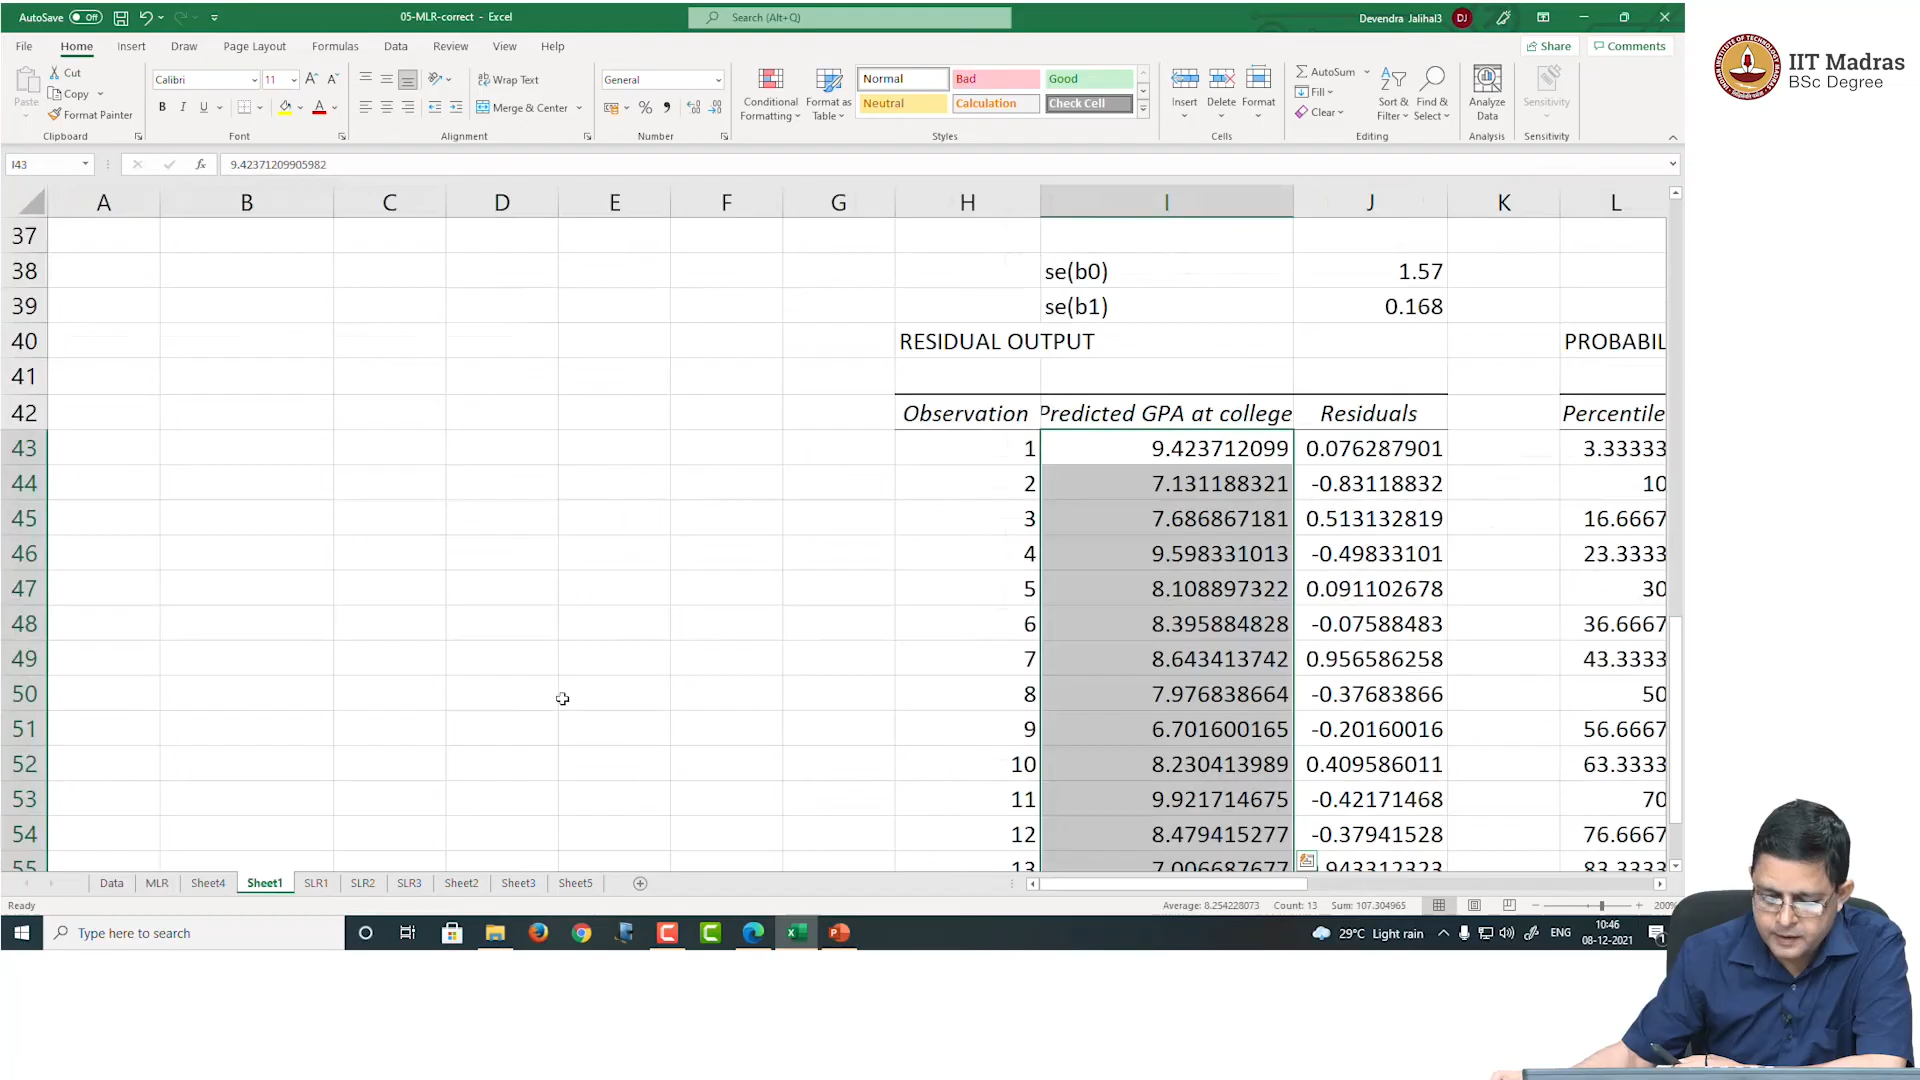 AutoSave Off 05-MLR-correct - Excel Search (Alt+Q) Devendra Jalihal3 DJ
IIT Madras
BSc Degree
File Home Insert Draw Page Layout Formulas Data Review View Help Share Comments
Paste Cut Copy Format Painter
Calibri 11 B I U A
Wrap Text Merge & Center
General %
Conditional Formatting Format as Table
Normal Bad Good
Neutral Calculation Check Cell
Insert Delete Format
AutoSum Fill Clear
Sort & Filter Find & Select
Analyze Data Sensitivity
Clipboard Font Alignment Number Styles Cells Editing Analysis Sensitivity
I43 fx 9.42371209905982
A B C D E F G H I J K L
37
38 se(b0) 1.57
39 se(b1) 0.168
40 RESIDUAL OUTPUT PROBABIL
41
42 Observation Predicted GPA at college Residuals Percentile
43 1 9.423712099 0.076287901 3.33333
44 2 7.131188321 -0.83118832 10
45 3 7.686867181 0.513132819 16.6667
46 4 9.598331013 -0.49833101 23.3333
47 5 8.108897322 0.091102678 30
48 6 8.395884828 -0.07588483 36.6667
49 7 8.643413742 0.956586258 43.3333
50 8 7.976838664 -0.37683866 50
51 9 6.701600165 -0.20160016 56.6667
52 10 8.230413989 0.409586011 63.3333
53 11 9.921714675 -0.42171468 70
54 12 8.479415277 -0.37941528 76.6667
55 13 7.006687677 .943312323 83.3333
Data MLR Sheet4 Sheet1 SLR1 SLR2 SLR3 Sheet2 Sheet3 Sheet5
Ready Average: 8.254228073 Count: 13 Sum: 107.304965 200%
Type here to search 29°C Light rain ENG 10:46
08-12-2021